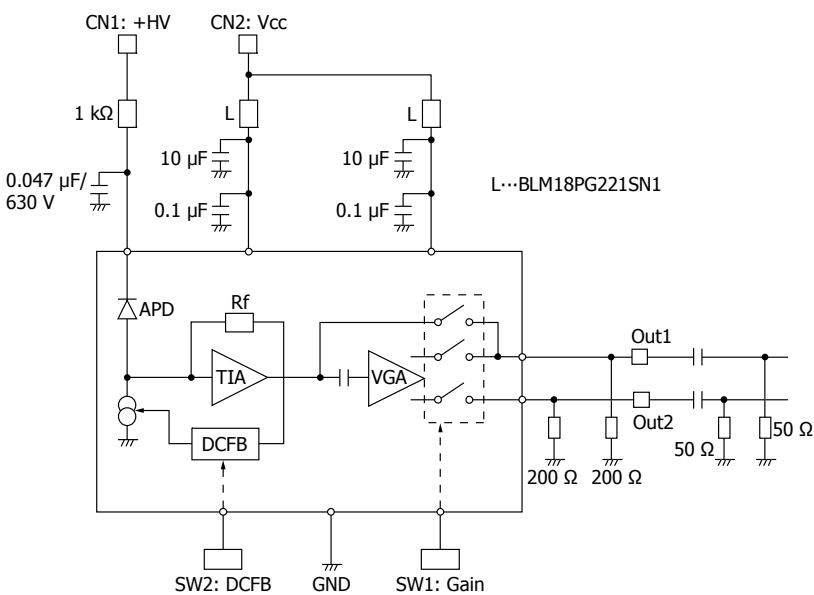 CN1: +HV
CN2: Vcc
1 kΩ
L
L
10 µF
10 µF
0.047 µF/
630 V
0.1 µF
0.1 µF
L···BLM18PG221SN1
APD
Rf
TIA
VGA
DCFB
Out1
Out2
200 Ω
200 Ω
50 Ω
50 Ω
SW2: DCFB
GND
SW1: Gain